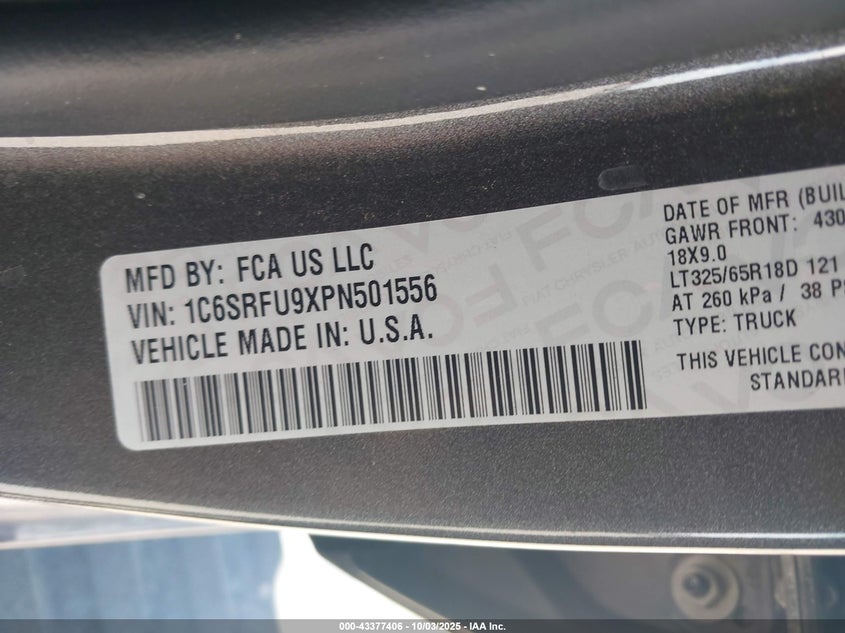 MFD BY: FCA US LLC
VIN: 1C6SRFU9XPN501556
VEHICLE MADE IN: U.S.A.
DATE OF MFR (BUIL
GAWR FRONT: 430
18X9.0
LT325/65R18D 121
AT 260 kPa / 38 P
TYPE: TRUCK
THIS VEHICLE CON
STANDAR
000-43377406 - 10/03/2025 - IAA Inc.